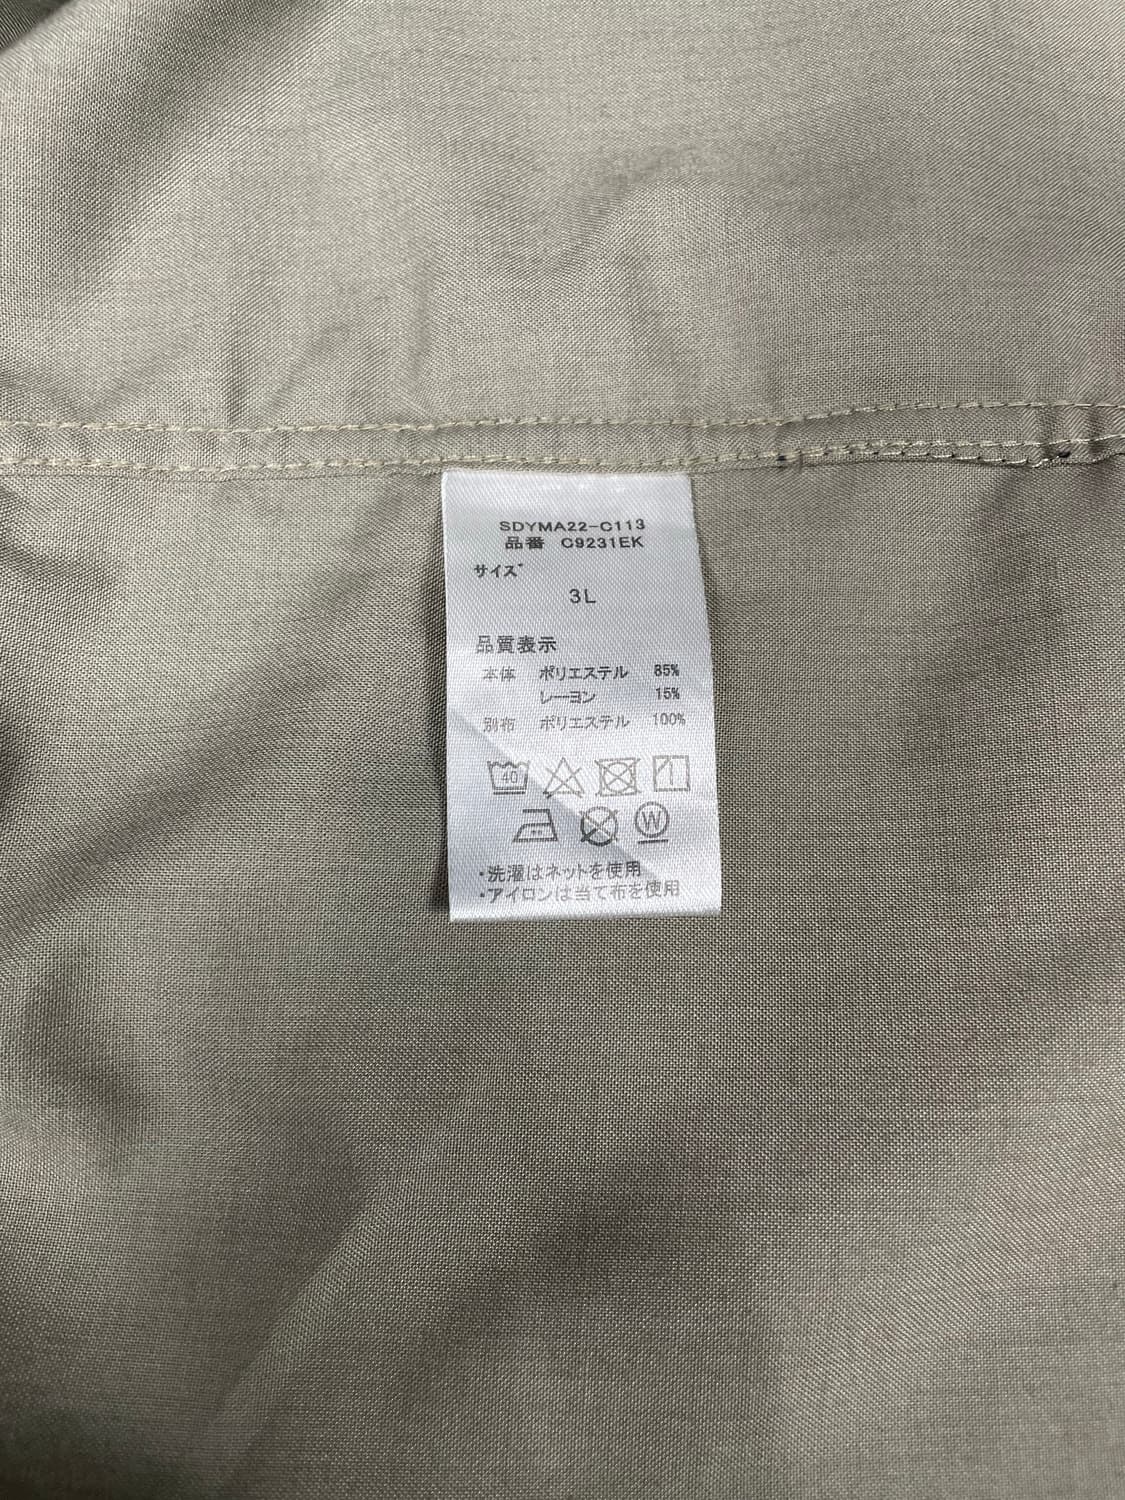 SDYMA22-C113
品番 C9231EK
サイズ
3L
品質表示
本体 ポリエステル 85%
レーヨン 15%
別布 ポリエステル 100%
40
W
・洗濯はネットを使用
・アイロンは当て布を使用